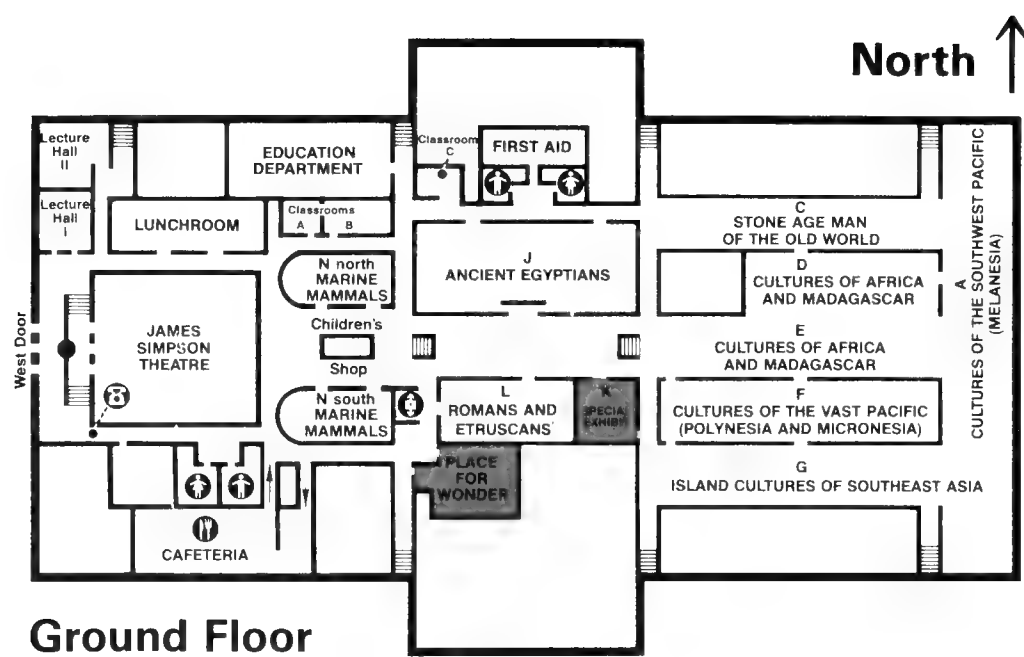 North
Lecture
Hall
II
Lecture
Hall
I
EDUCATION
DEPARTMENT
Classroom
C
FIRST AID
LUNCHROOM
Classrooms
A B
N north
MARINE
MAMMALS
J
ANCIENT EGYPTIANS
C
STONE AGE MAN
OF THE OLD WORLD
D
CULTURES OF AFRICA
AND MADAGASCAR
A
CULTURES OF THE SOUTHWEST PACIFIC
(MELANESIA)
West Door
JAMES
SIMPSON
THEATRE
Children's
Shop
E
CULTURES OF AFRICA
AND MADAGASCAR
N south
MARINE
MAMMALS
L
ROMANS AND
ETRUSCANS
K
SPECIAL
EXHIBIT
F
CULTURES OF THE VAST PACIFIC
(POLYNESIA AND MICRONESIA)
PLACE
FOR
WONDER
G
ISLAND CULTURES OF SOUTHEAST ASIA
CAFETERIA
Ground Floor